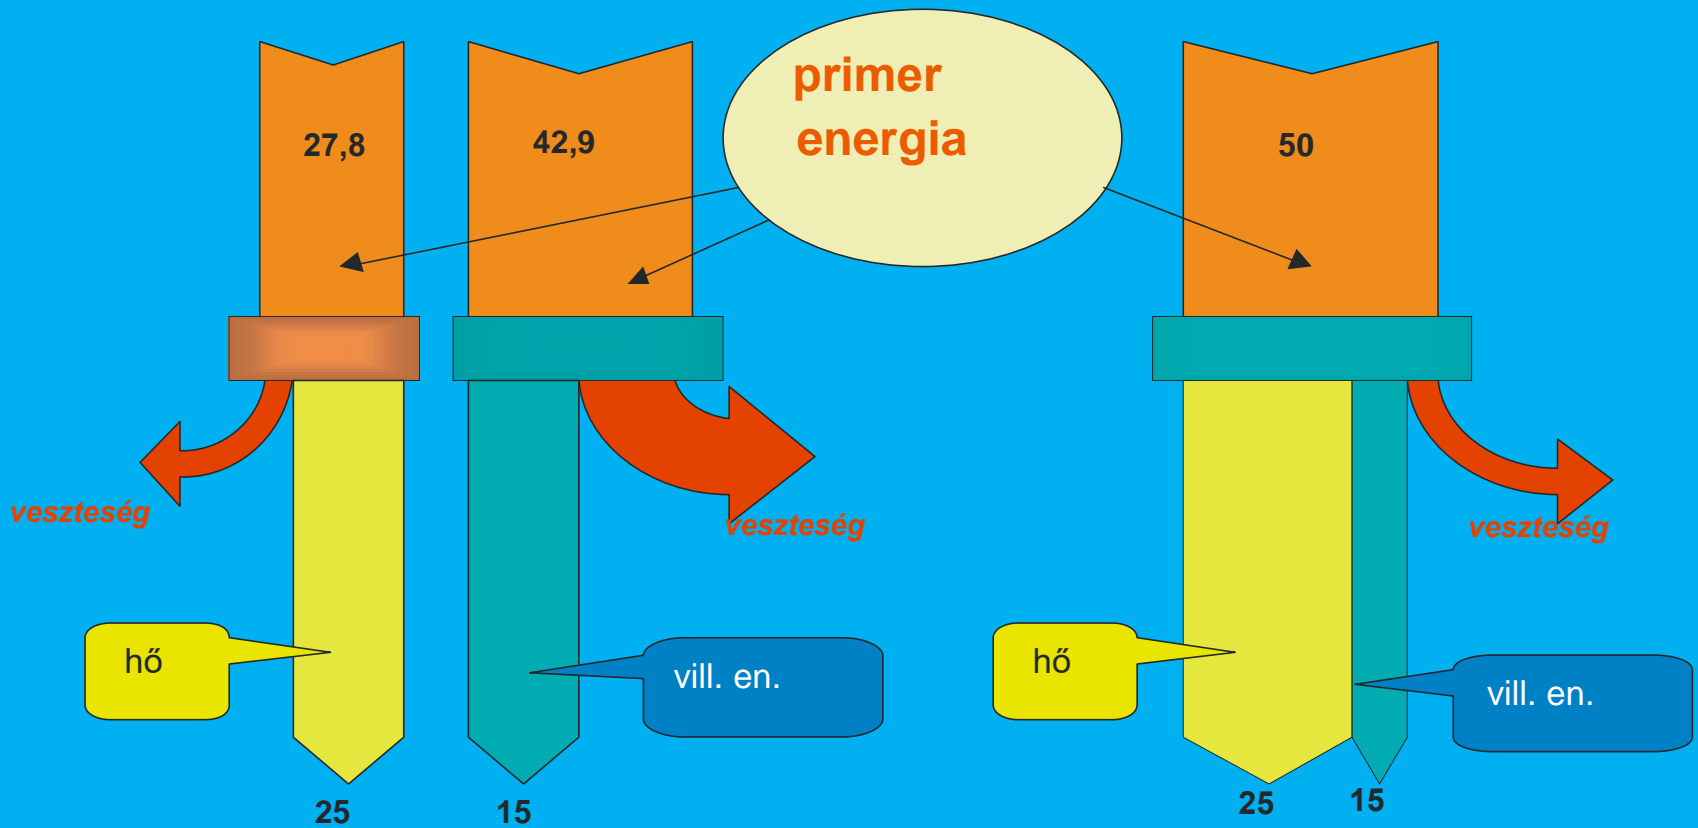 primer
energia
27,8
42,9
50
veszteség
veszteség
veszteség
hő
vill. en.
hő
vill. en.
25
15
25
15